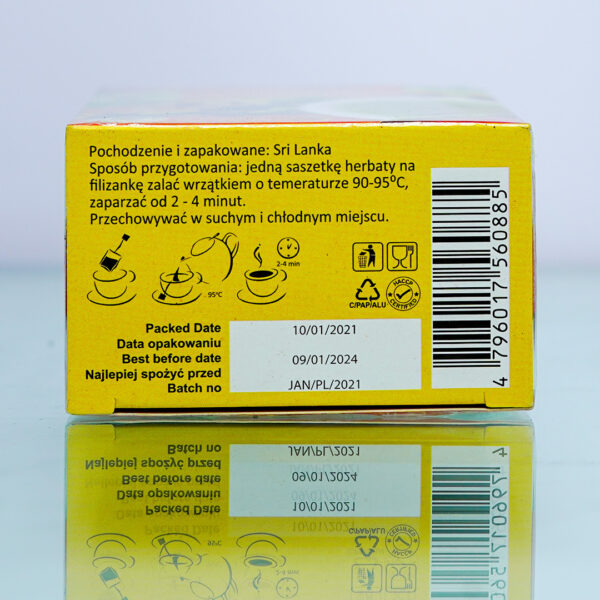 Pochodzenie i zapakowane: Sri Lanka
Sposób przygotowania: jedną saszetkę herbaty na
filizankę zalać wrzątkiem o temeraturze 90-95⁰C,
zaparzać od 2 - 4 minut.
Przechowywać w suchym i chłodnym miejscu.
2-4 min
95°C
C/PAP/ALU
HACCP
CERTIFIED
Packed Date 10/01/2021
Data opakowaniu
Best before date 09/01/2024
Najlepiej spożyć przed
Batch no JAN/PL/2021
4 796017 560885